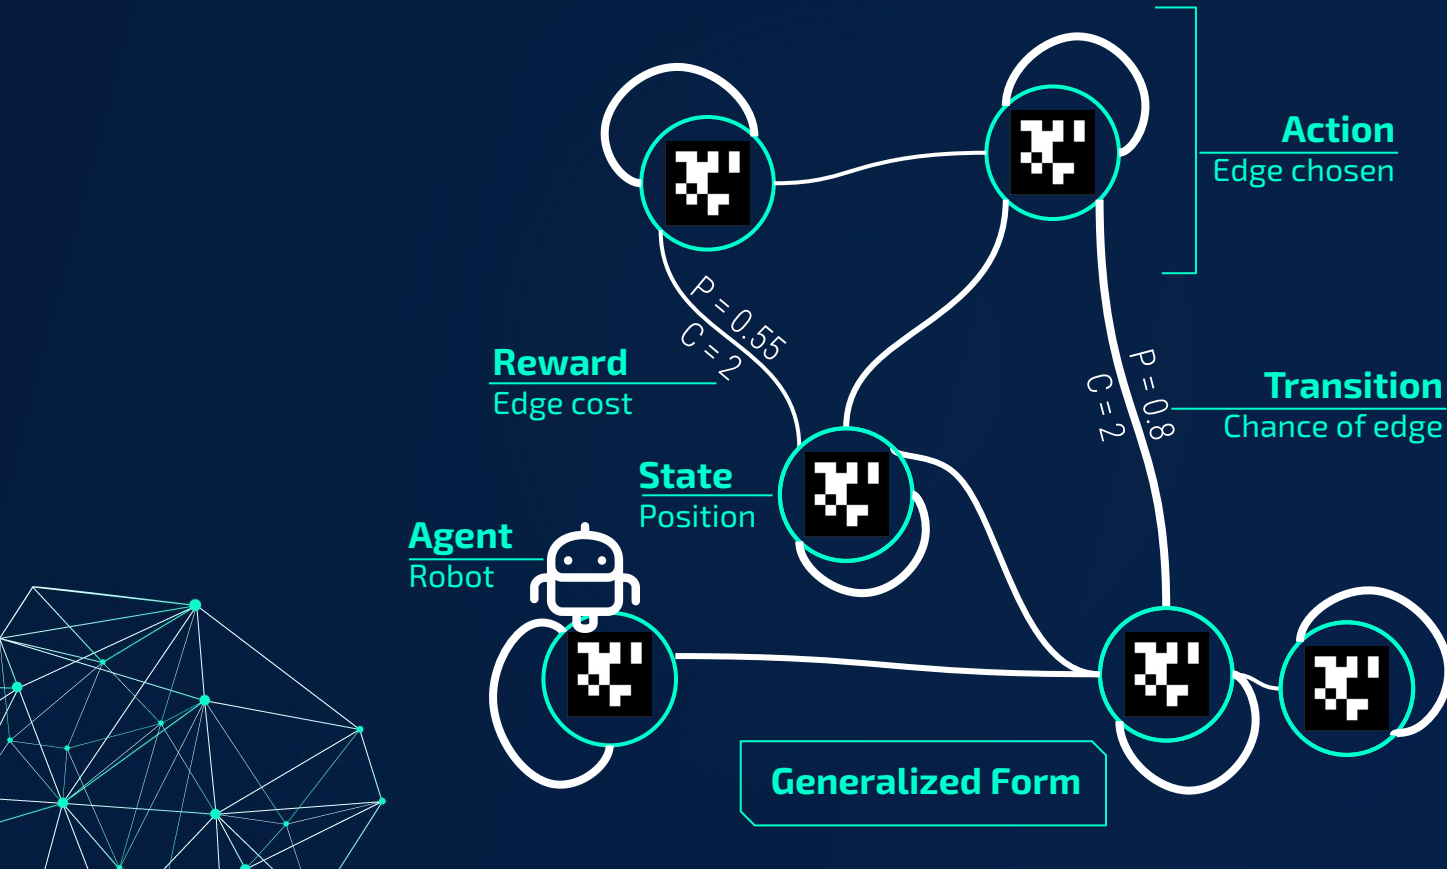 Action
Edge chosen
P = 0.55
C = 2
Reward
Edge cost
P = 0.8
C = 2
Transition
Chance of edge
State
Position
Agent
Robot
Generalized Form